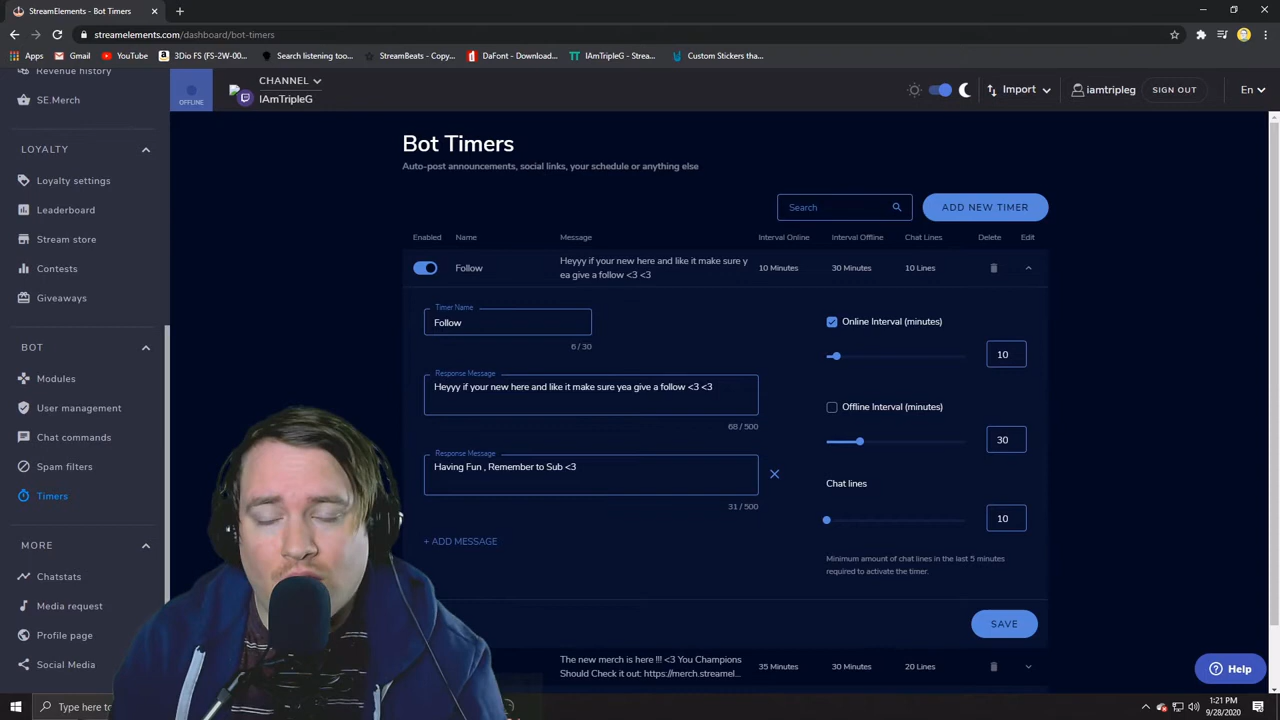 StreamElements - Bot Timers
streamelements.com/dashboard/bot-timers
Apps Gmail YouTube 3Dio FS (FS-2W-00... Search listening too... StreamBeats - Copy... DaFont - Download... IAmTripleG - Strea... Custom Stickers tha...
Revenue history
SE.Merch
LOYALTY
Loyalty settings
Leaderboard
Stream store
Contests
Giveaways
BOT
Modules
User management
Chat commands
Spam filters
Timers
MORE
Chatstats
Media request
Profile page
Social Media
OFFLINE
CHANNEL
IAmTripleG
Import
iamtripleg
SIGN OUT
En
Bot Timers
Auto-post announcements, social links, your schedule or anything else
Search
ADD NEW TIMER
Enabled Name Message Interval Online Interval Offline Chat Lines Delete Edit
Follow
Heyyy if your new here and like it make sure y
ea give a follow <3 <3
10 Minutes 30 Minutes 10 Lines
Timer Name
Follow
6 / 30
Response Message
Heyyy if your new here and like it make sure yea give a follow <3 <3
68 / 500
Response Message
Having Fun , Remember to Sub <3
31 / 500
+ ADD MESSAGE
Online Interval (minutes)
10
Offline Interval (minutes)
30
Chat lines
10
Minimum amount of chat lines in the last 5 minutes
required to activate the timer.
SAVE
The new merch is here !!! <3 You Champions
Should Check it out: https://merch.streamel...
35 Minutes 30 Minutes 20 Lines
Help
Type here to
1:21 PM
9/28/2020